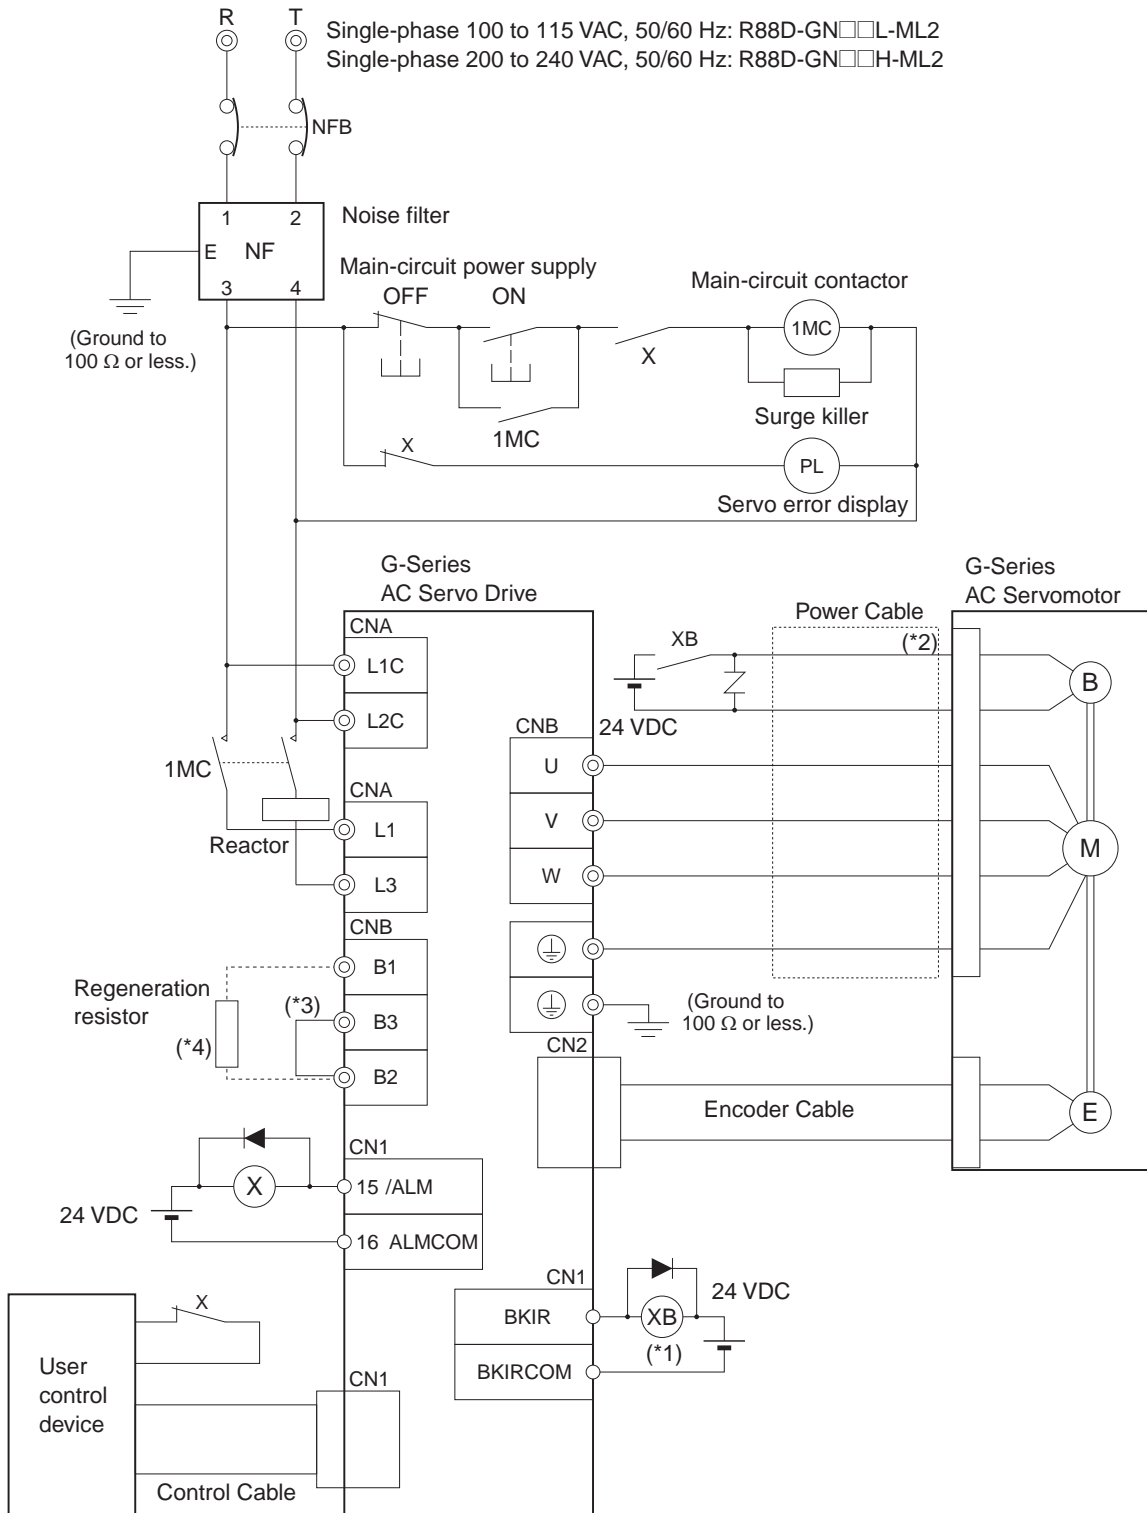 R T
Single-phase 100 to 115 VAC, 50/60 Hz: R88D-GN□□L-ML2
Single-phase 200 to 240 VAC, 50/60 Hz: R88D-GN□□H-ML2
NFB
1 2
Noise filter
E NF
3 4
(Ground to
100 Ω or less.)
Main-circuit power supply
OFF ON
Main-circuit contactor
1MC
X
Surge killer
1MC
X
PL
Servo error display
G-Series
AC Servo Drive
G-Series
AC Servomotor
CNA
L1C
L2C
1MC
CNA
Reactor
L1
L3
CNB
B1
Regeneration
resistor
(*3)
B3
(*4)
B2
XB
Power Cable
(*2)
B
24 VDC
CNB
U
V
M
W
(Ground to
100 Ω or less.)
CN2
Encoder Cable
E
CN1
X
15 /ALM
24 VDC
16 ALMCOM
CN1
24 VDC
BKIR
XB
(*1)
BKIRCOM
X
User
control
device
CN1
Control Cable